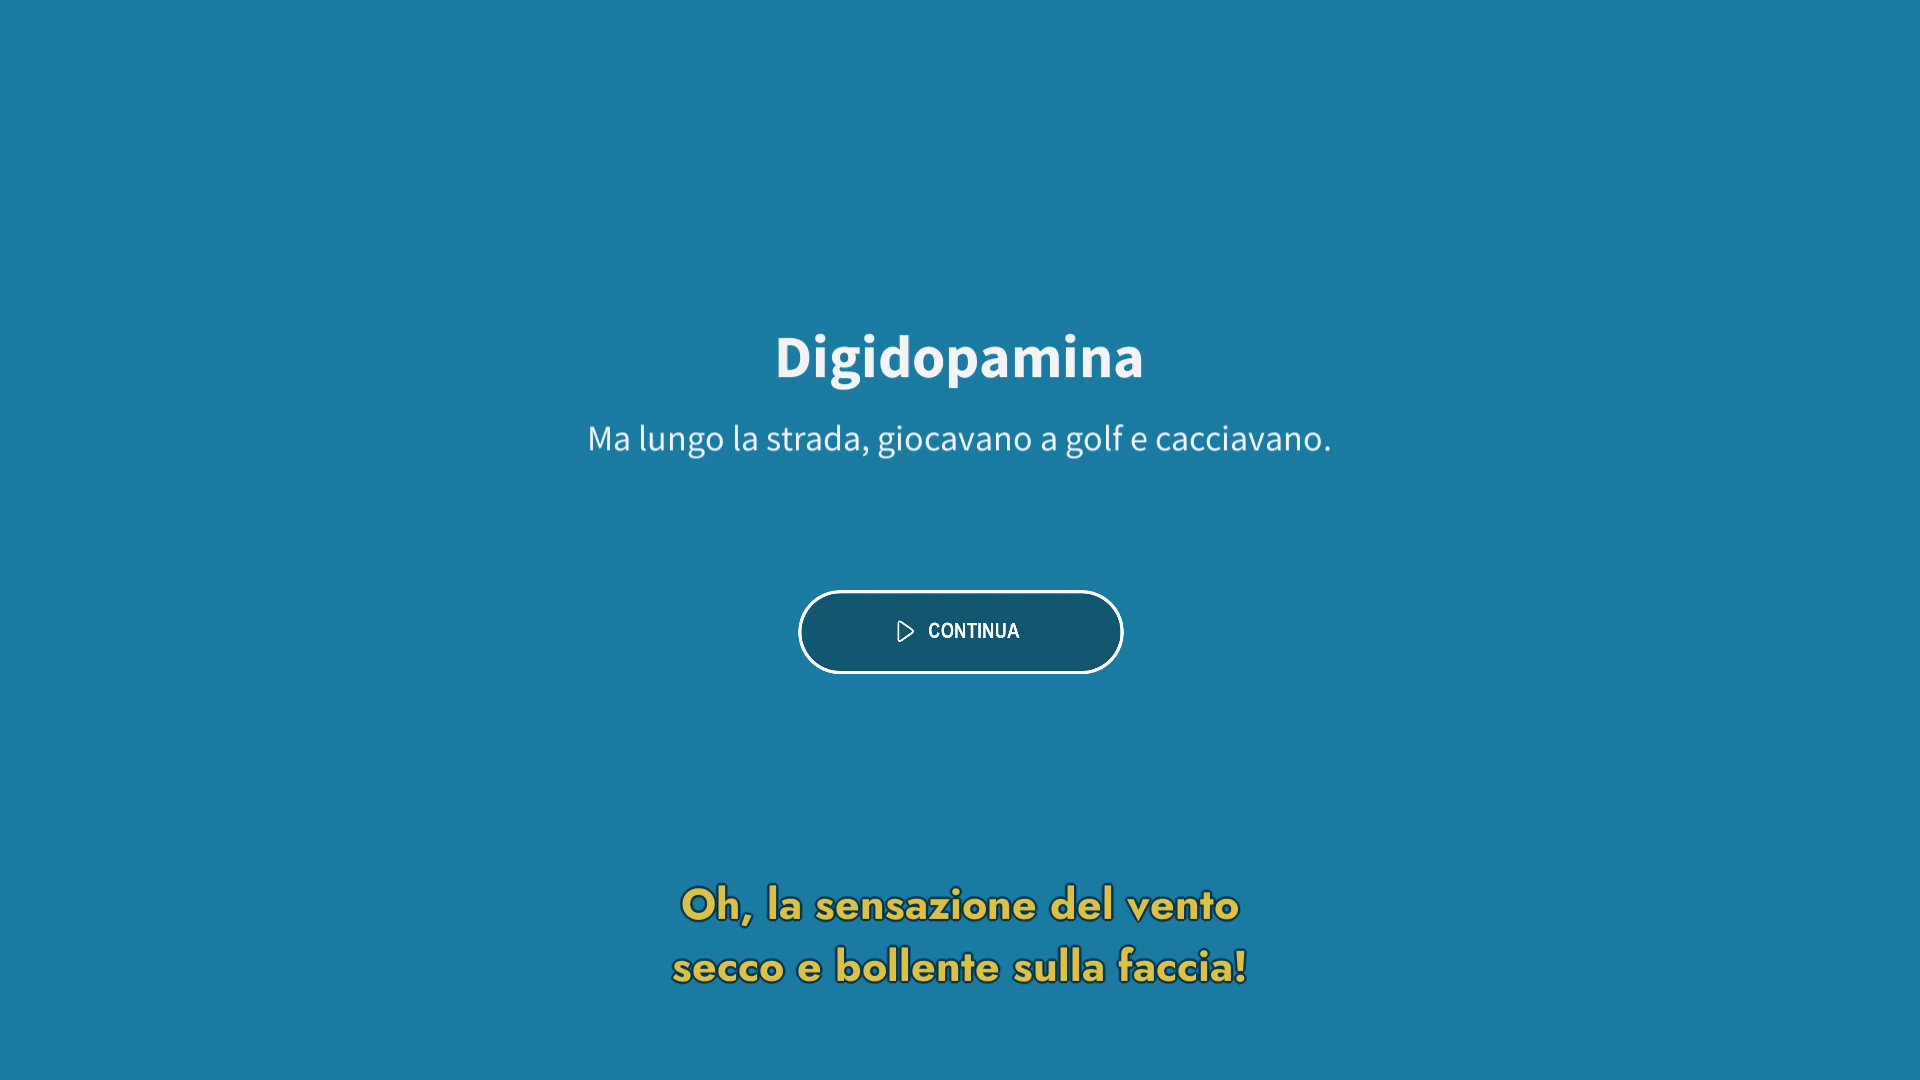 Digidopamina
Ma lungo la strada, giocavano a golf e cacciavano.
CONTINUA
Oh, la sensazione del vento
secco e bollente sulla faccia!